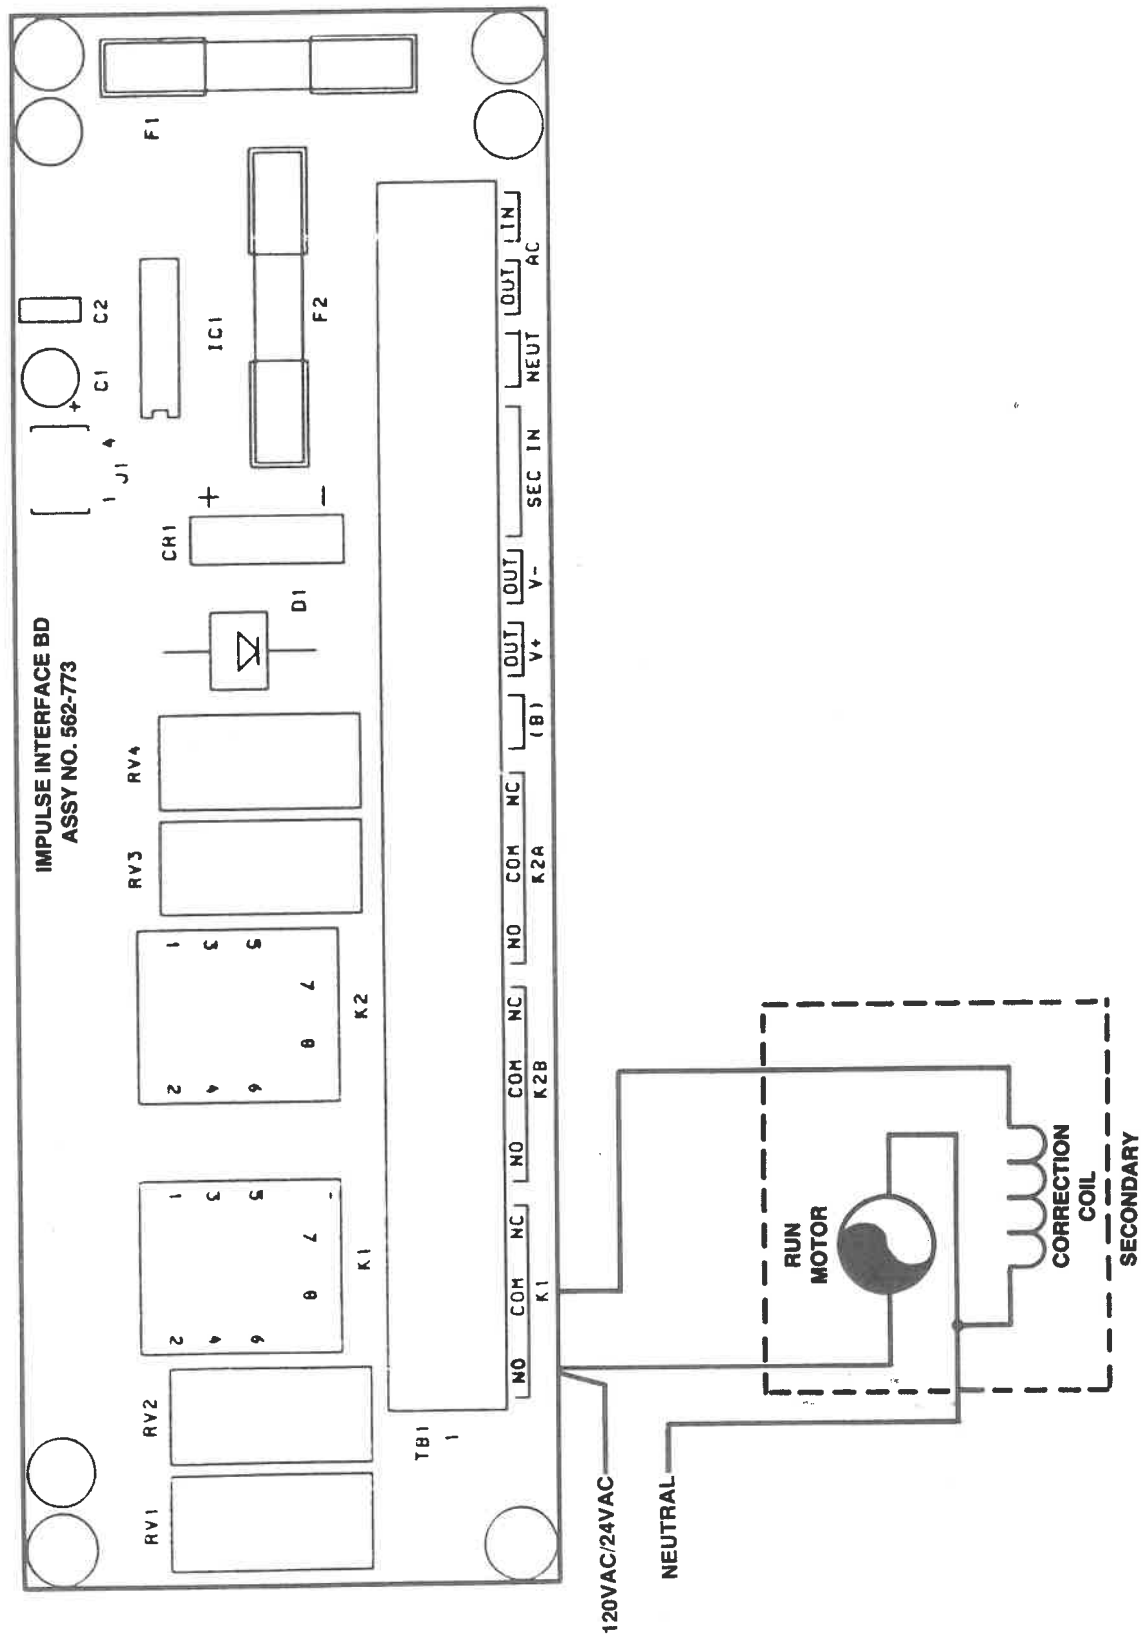 IMPULSE INTERFACE BD
ASSY NO. 562-773
RV1
RV2
K1
2
1
4
3
6
5
8
7
K2
2
1
4
3
6
5
8
7
RV3
RV4
D1
CR1
+
-
J1
1
4
+
C1
C2
IC1
F2
F1
TB1
1
NO COM NC
K1
NO COM NC
K2B
NO COM NC
K2A
(B)
OUT
V+
OUT
V-
SEC IN
NEUT
OUT
IN
AC
120VAC/24VAC
NEUTRAL
RUN
MOTOR
CORRECTION
COIL
SECONDARY